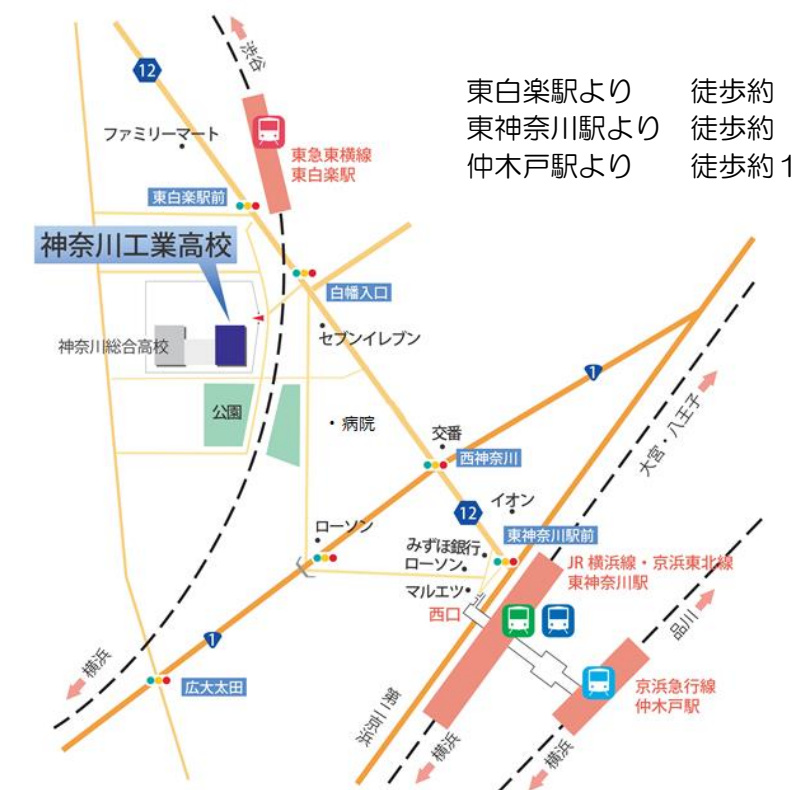 渋谷
12
東白楽駅より 徒歩約
東神奈川駅より 徒歩約
仲木戸駅より 徒歩約1
ファミリーマート
東急東横線
東白楽駅
東白楽駅前
神奈川工業高校
白幡入口
セブンイレブン
神奈川総合高校
1
大宮・八王子
公園
・病院
交番
西神奈川
イオン
12
東神奈川駅前
ローソン
みずほ銀行
ローソン
マルエツ
西口
JR横浜線・京浜東北線
東神奈川駅
品川
1
横浜
広大太田
京浜急行線
仲木戸駅
第二京浜
横浜
横浜